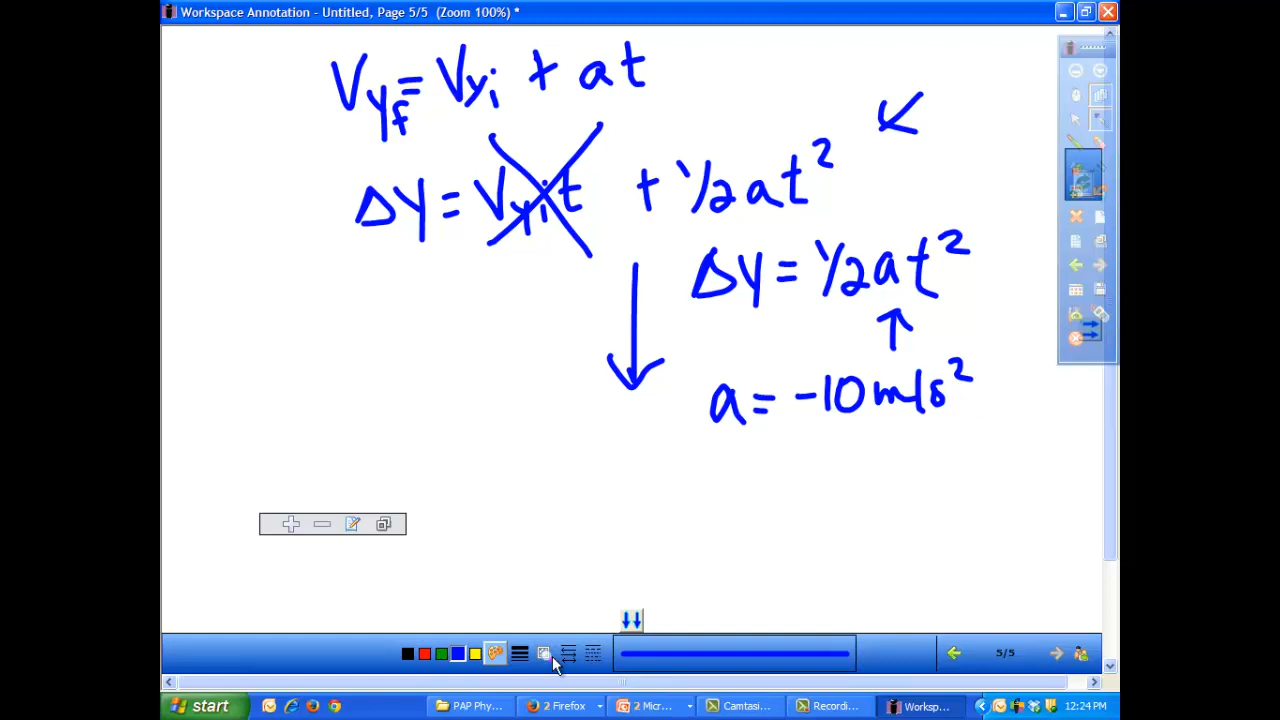 Workspace Annotation - Untitled, Page 5/5 (Zoom 100%) *
Vyf = Vyi + at
Δy = Vyit + 1/2at²
Δy = 1/2at²
a = -10m/s²
5/5
start
PAP Phy...
2 Firefox
2 Micr...
Camtasi...
Recordi...
Worksp...
12:24 PM